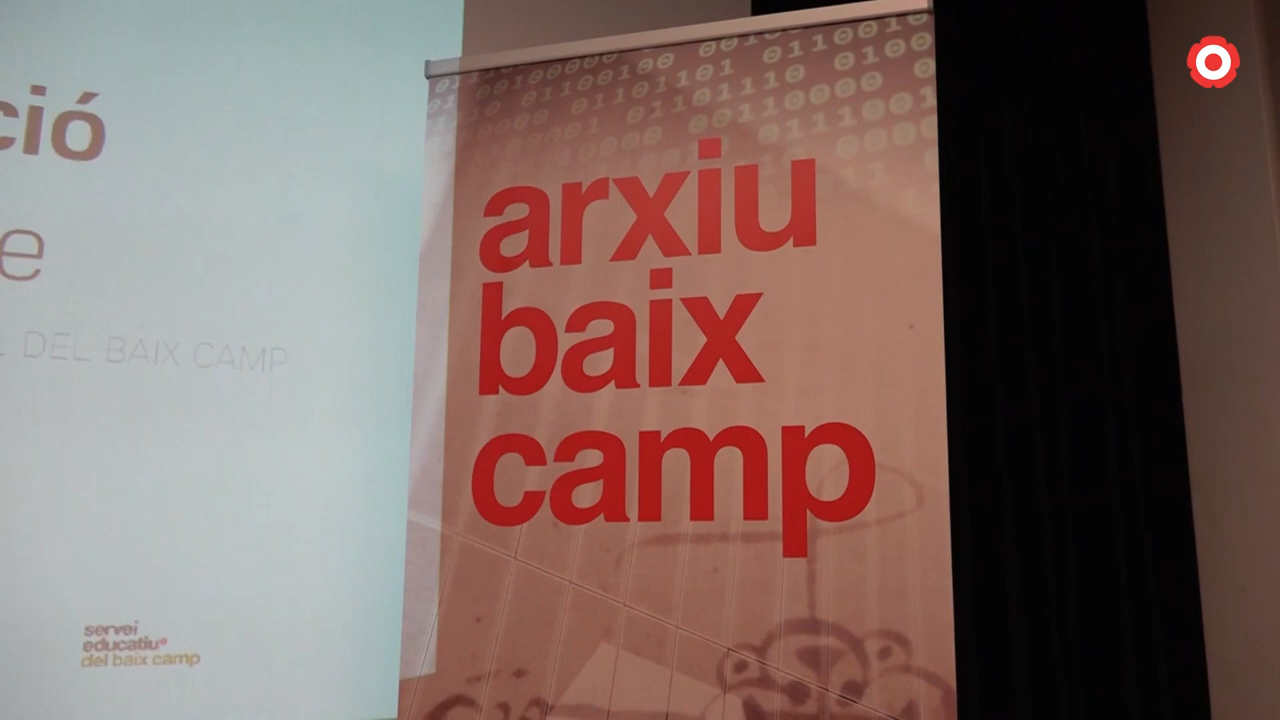 ció
e
DEL BAIX CAMP
servei
educatiu
del baix camp
arxiu
baix
camp